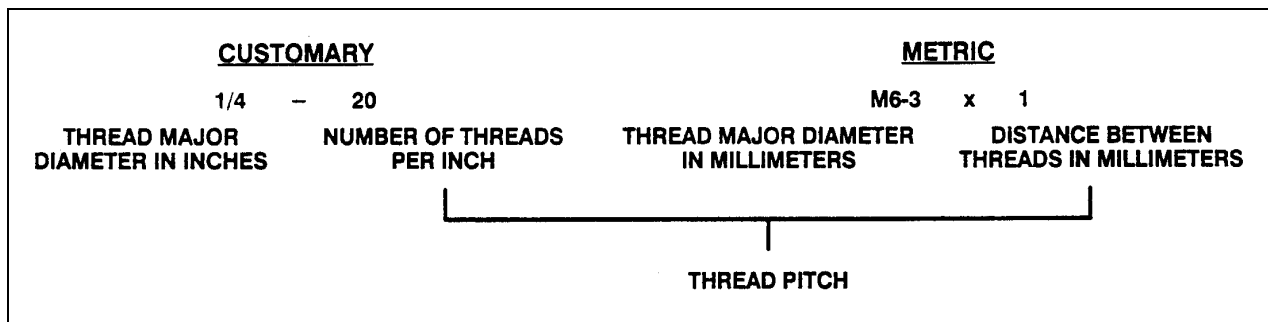 CUSTOMARY
1/4 – 20
THREAD MAJOR
DIAMETER IN INCHES
NUMBER OF THREADS
PER INCH
METRIC
M6-3 x 1
THREAD MAJOR DIAMETER
IN MILLIMETERS
DISTANCE BETWEEN
THREADS IN MILLIMETERS
THREAD PITCH